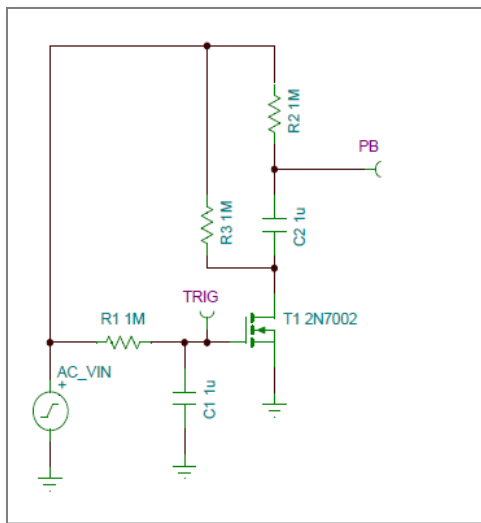 R2 1M
PB
R3 1M
C2 1u
TRIG
R1 1M
T1 2N7002
AC_VIN
+
C1 1u